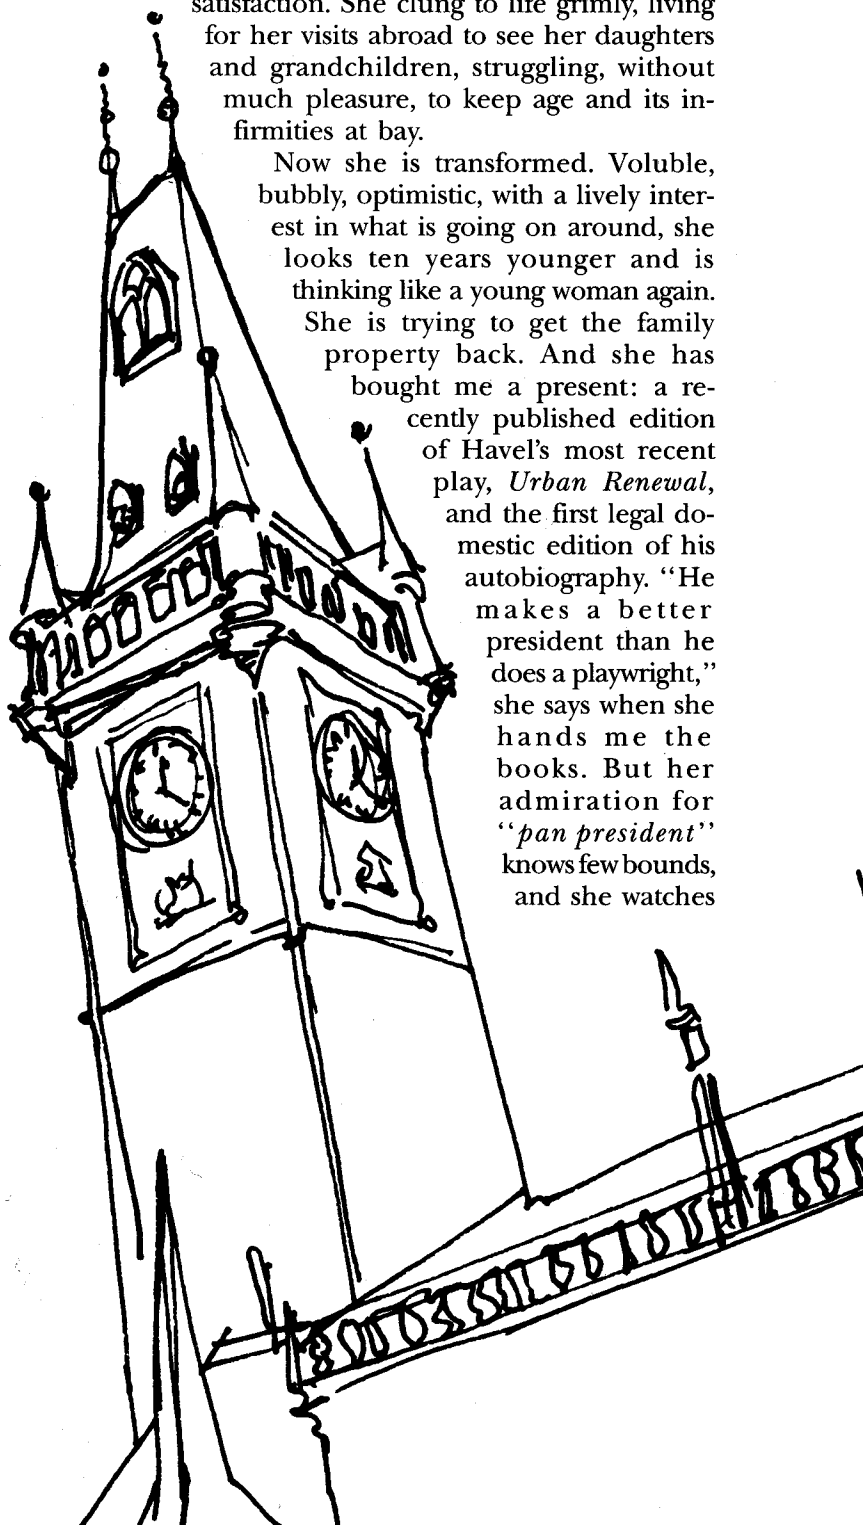 satisfaction. She clung to life grimly, living
for her visits abroad to see her daughters
and grandchildren, struggling, without
much pleasure, to keep age and its in-
firmities at bay.
Now she is transformed. Voluble,
bubbly, optimistic, with a lively inter-
est in what is going on around, she
looks ten years younger and is
thinking like a young woman again.
She is trying to get the family
property back. And she has
bought me a present: a re-
cently published edition
of Havel's most recent
play, Urban Renewal,
and the first legal do-
mestic edition of his
autobiography. "He
makes a better
president than he
does a playwright,"
she says when she
hands me the
books. But her
admiration for
"pan president"
knows few bounds,
and she watches